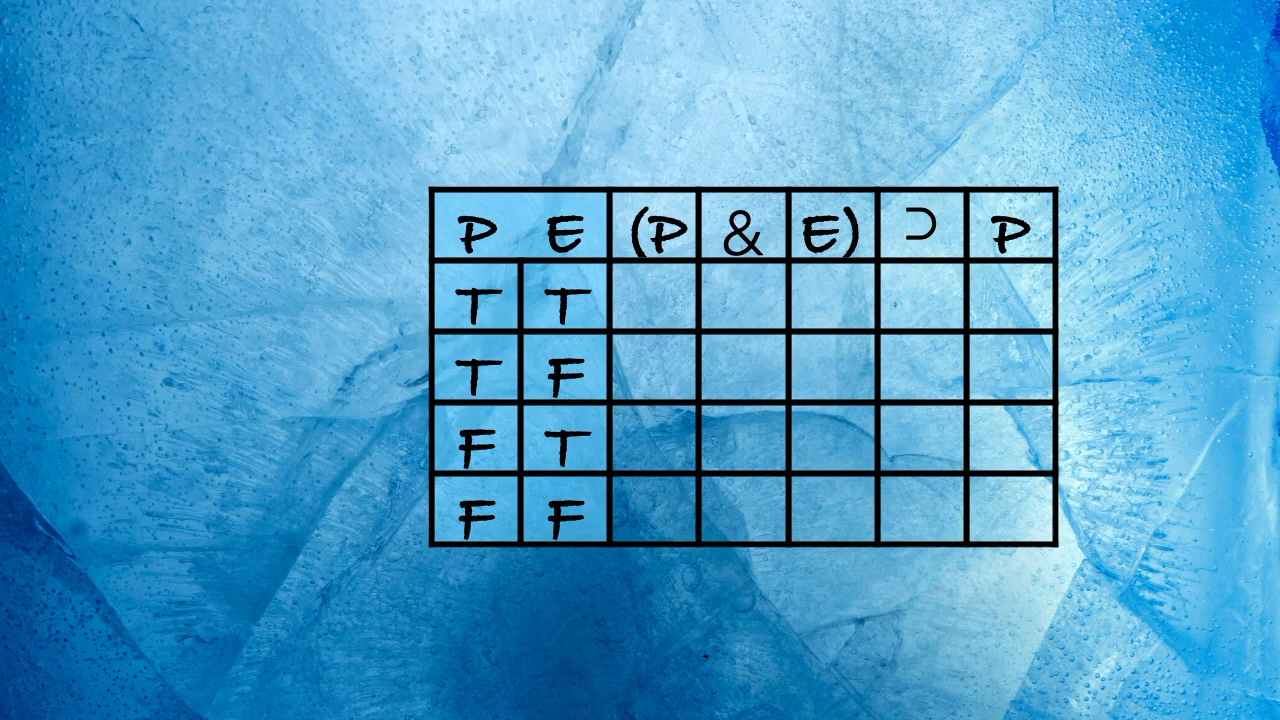 P E (P & E) ⊃ P
T T
T F
F T
F F